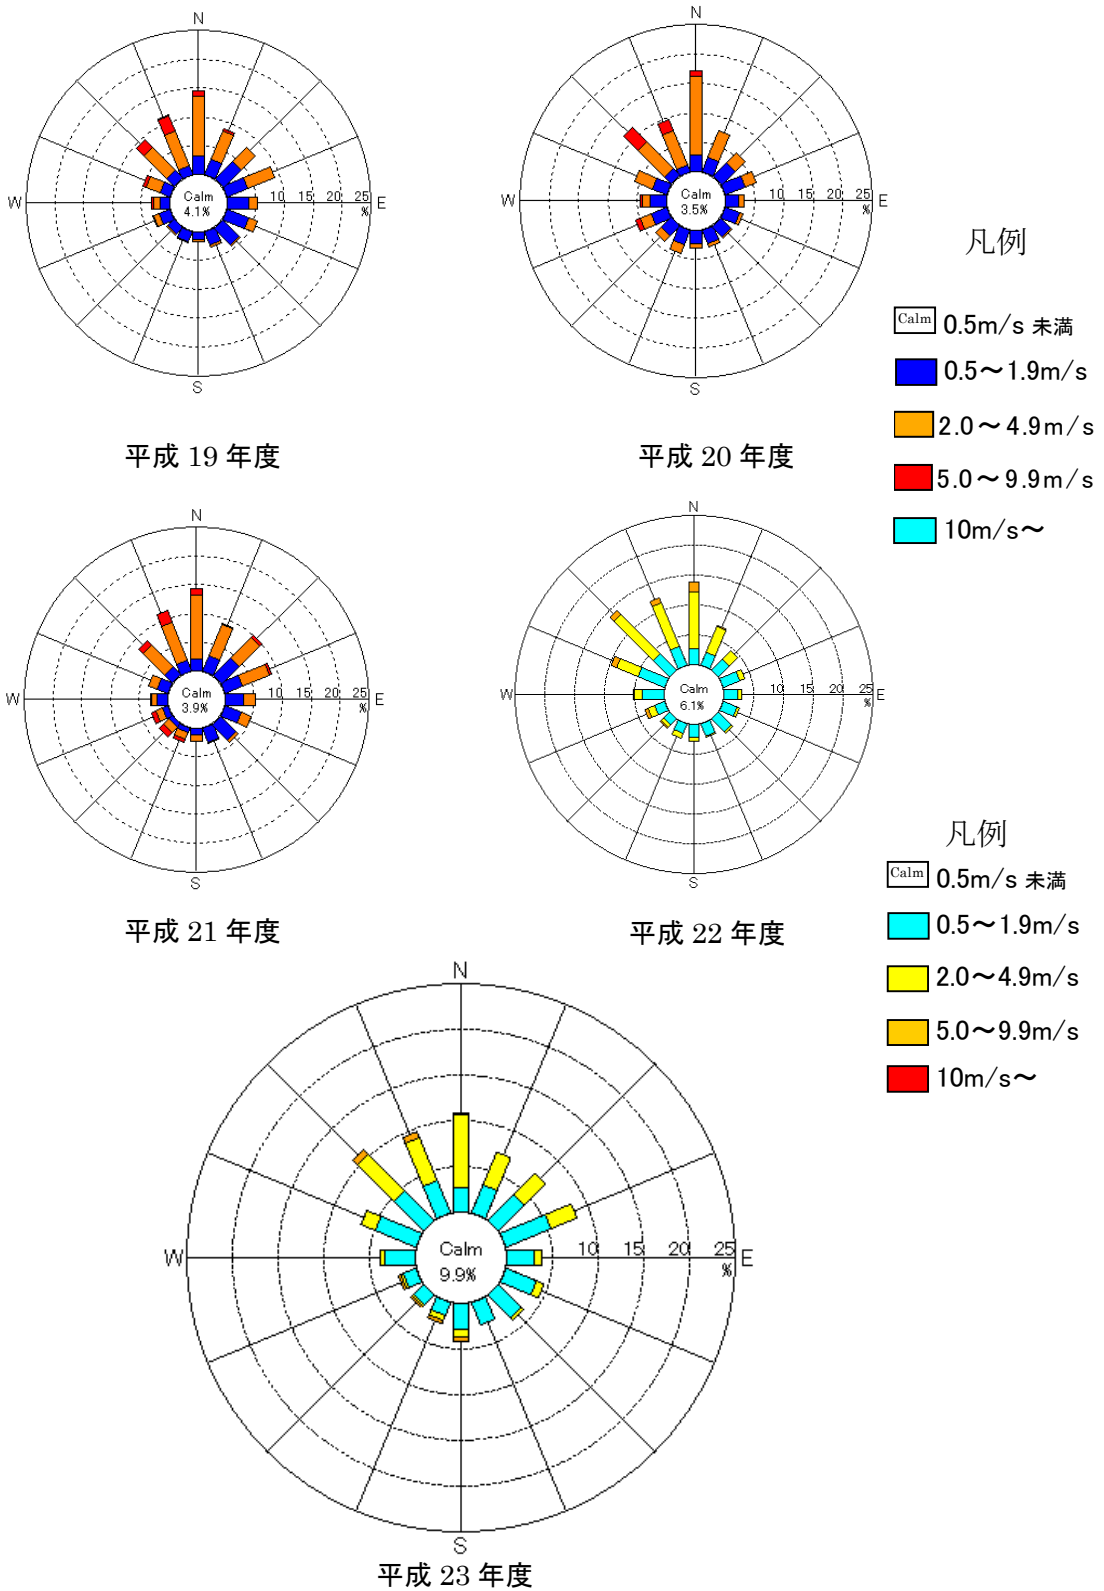 N
W
Calm
4.1%
10 15 20 25
%
E
S
平成 19 年度
N
W
Calm
3.5%
10 15 20 25
%
E
S
平成 20 年度
凡例
Calm 0.5m/s 未満
0.5～1.9m/s
2.0～4.9m/s
5.0～9.9m/s
10m/s～
N
W
Calm
3.9%
10 15 20 25
%
E
S
平成 21 年度
N
W
Calm
6.1%
10 15 20 25
%
E
S
平成 22 年度
凡例
Calm 0.5m/s 未満
0.5～1.9m/s
2.0～4.9m/s
5.0～9.9m/s
10m/s～
N
W
Calm
9.9%
10 15 20 25
%
E
S
平成 23 年度